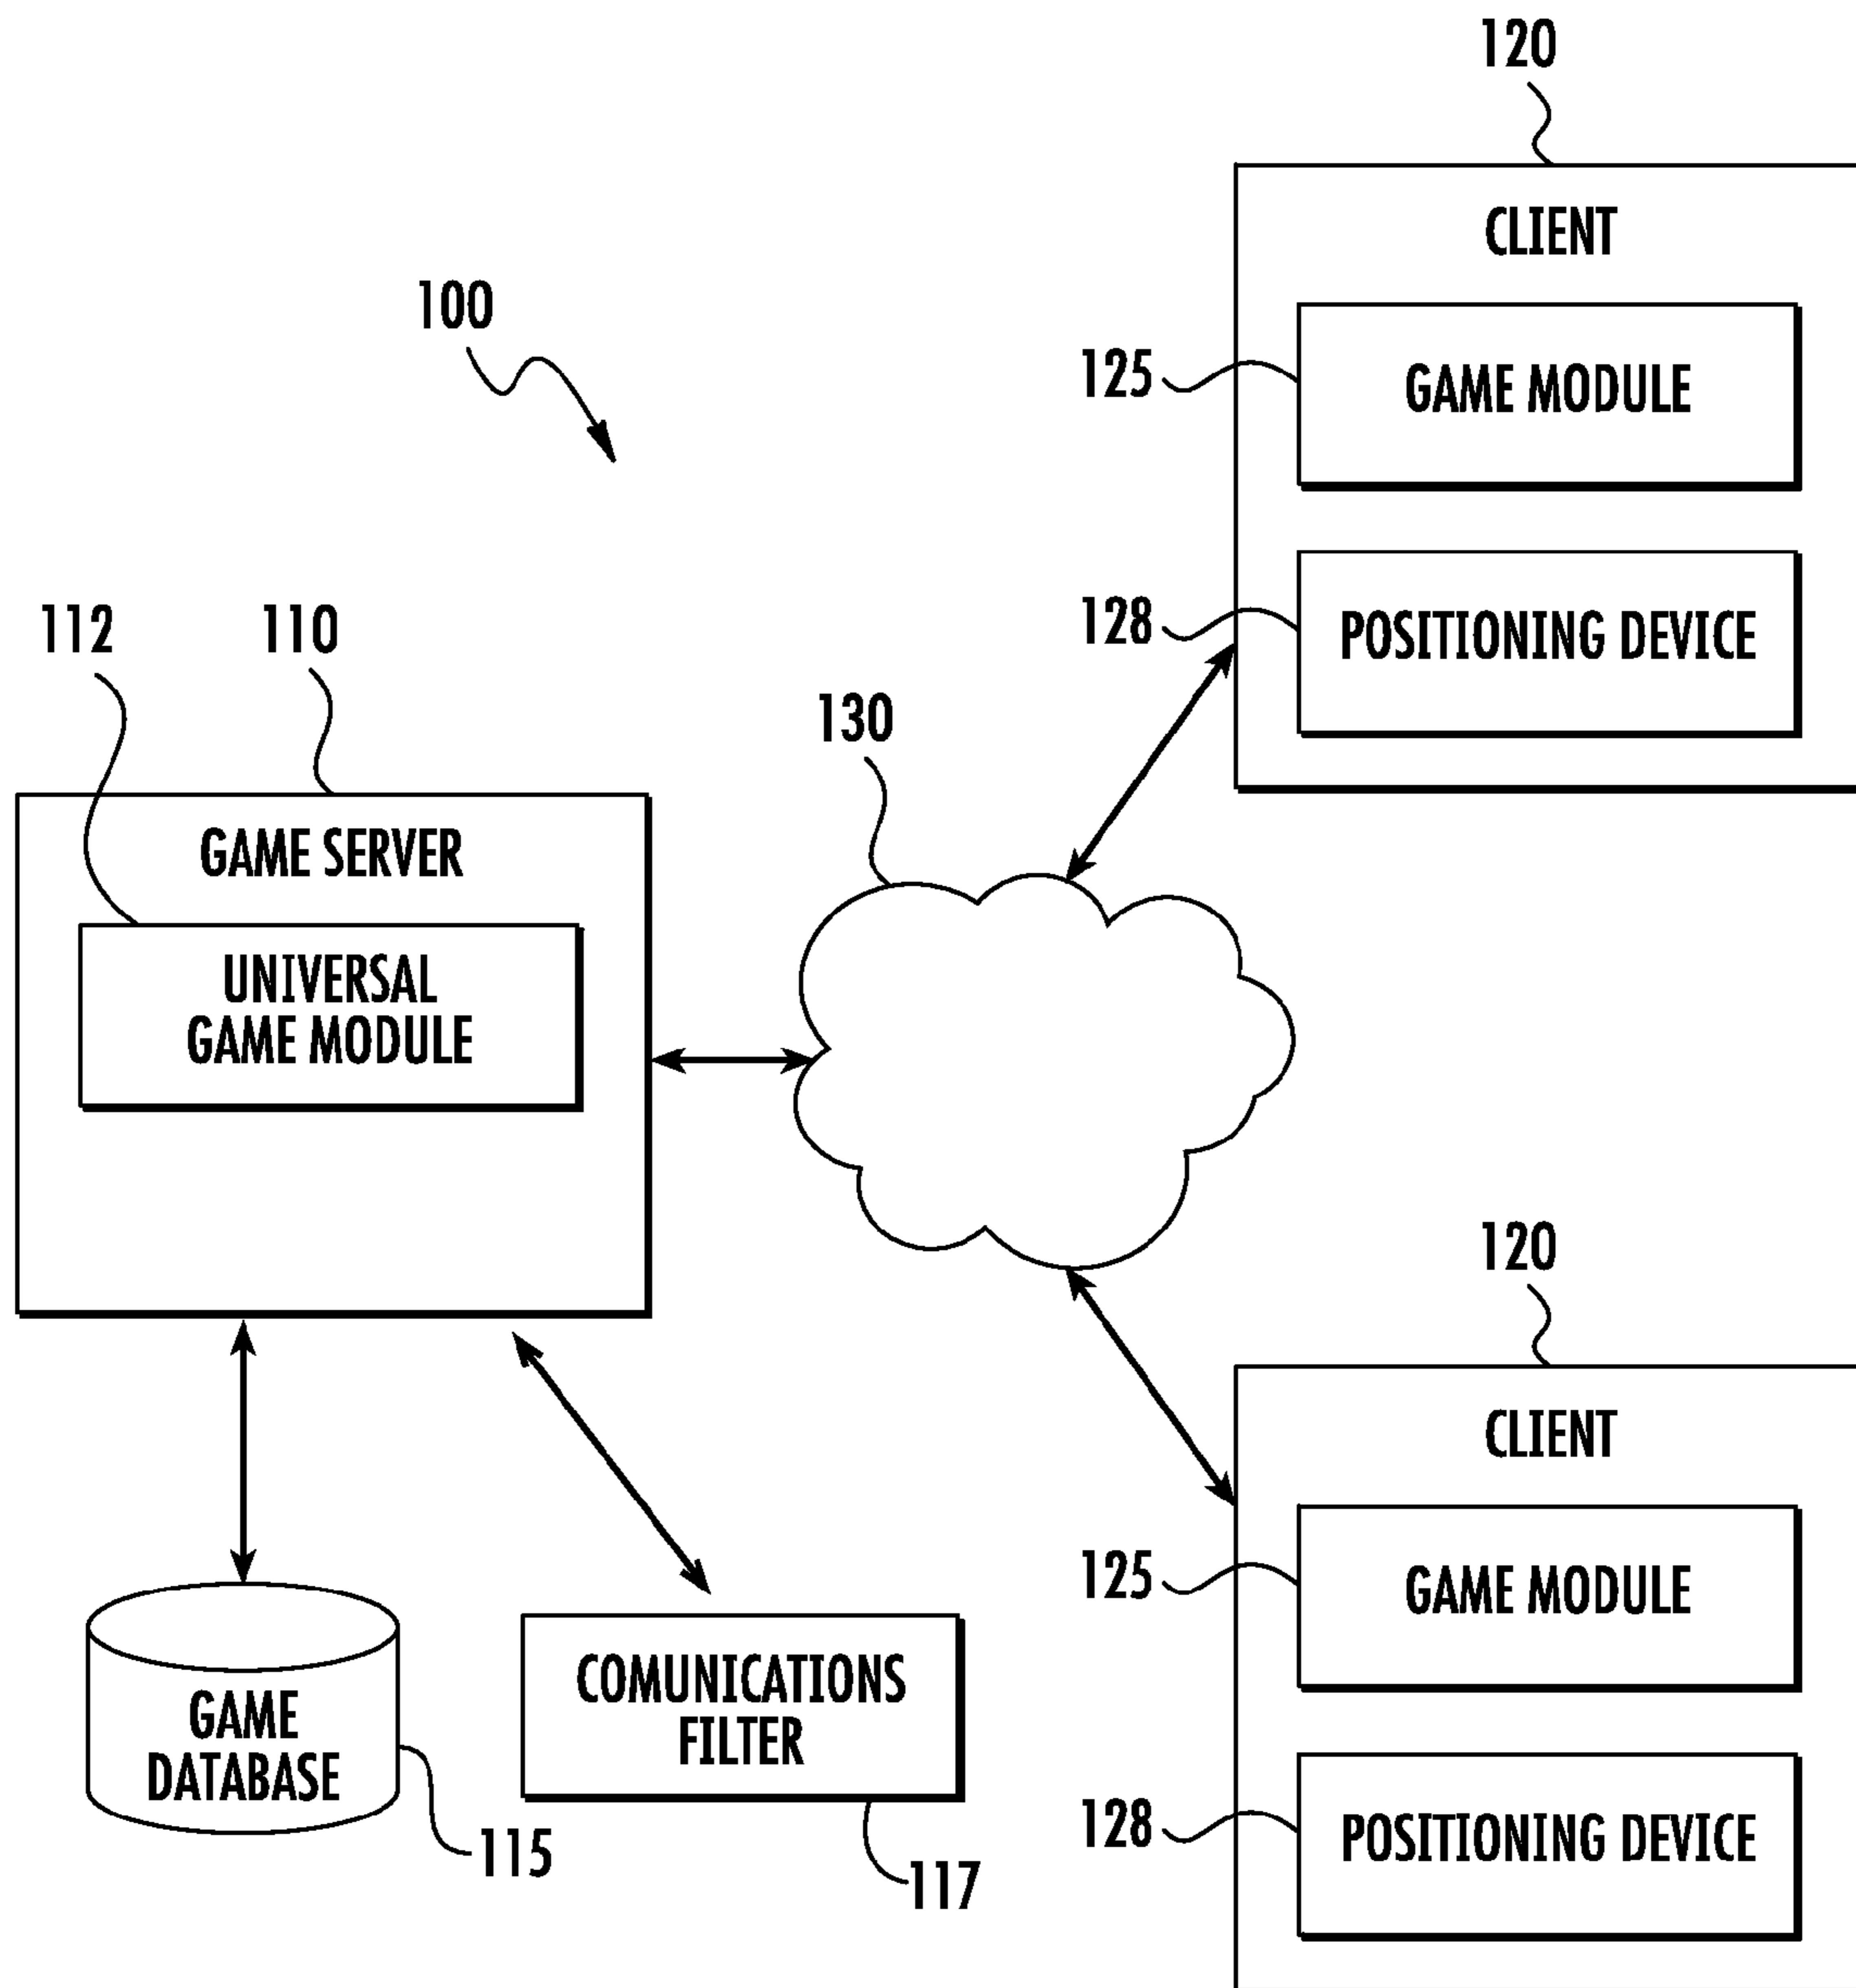 120
CLIENT
100
125
GAME MODULE
128
POSITIONING DEVICE
112
110
130
GAME SERVER
UNIVERSAL
GAME MODULE
120
CLIENT
125
GAME MODULE
COMUNICATIONS
FILTER
GAME
DATABASE
128
POSITIONING DEVICE
115
117